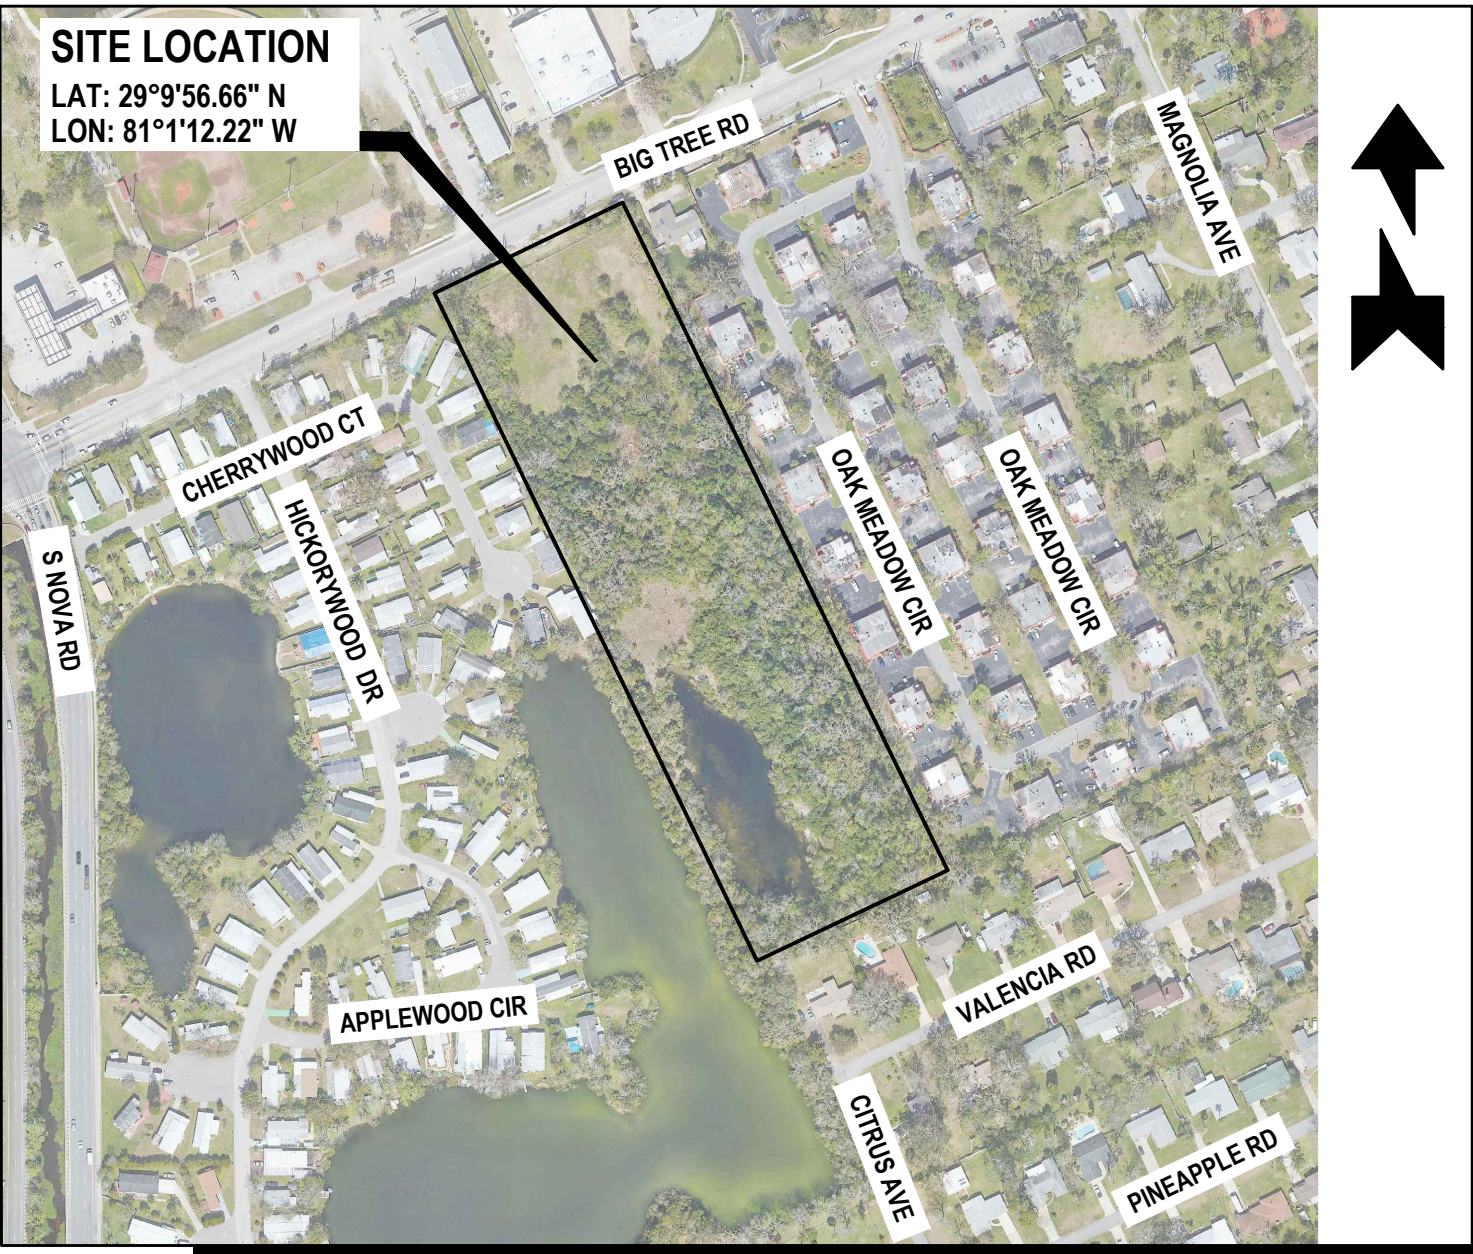 SITE LOCATION
LAT: 29°9'56.66" N
LON: 81°1'12.22" W
BIG TREE RD
MAGNOLIA AVE
CHERRYWOOD CT
HICKORYWOOD DR
OAK MEADOW CIR
OAK MEADOW CIR
S NOVA RD
APPLEWOOD CIR
VALENCIA RD
CITRUS AVE
PINEAPPLE RD